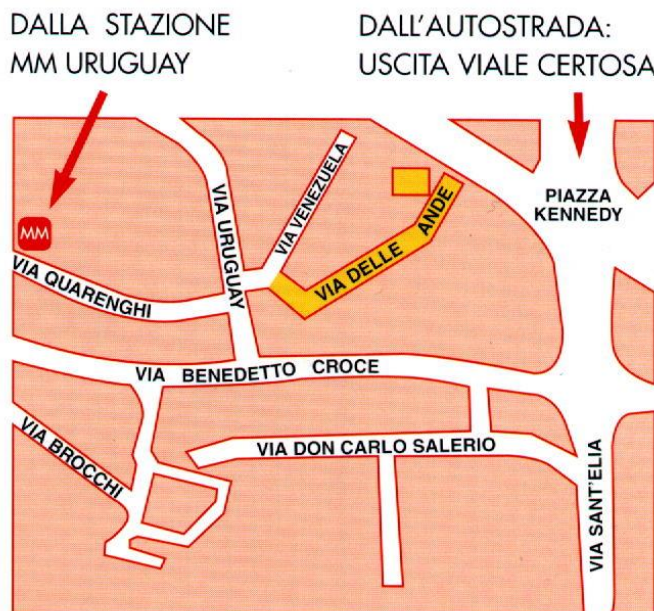 DALLA STAZIONE
MM URUGUAY
DALL'AUTOSTRADA:
USCITA VIALE CERTOSA
MM
VIA QUARENGHI
VIA URUGUAY
VIA VENEZUELA
VIA DELLE ANDE
PIAZZA
KENNEDY
VIA BENEDETTO CROCE
VIA BROCCHI
VIA DON CARLO SALERIO
VIA SANT'ELIA